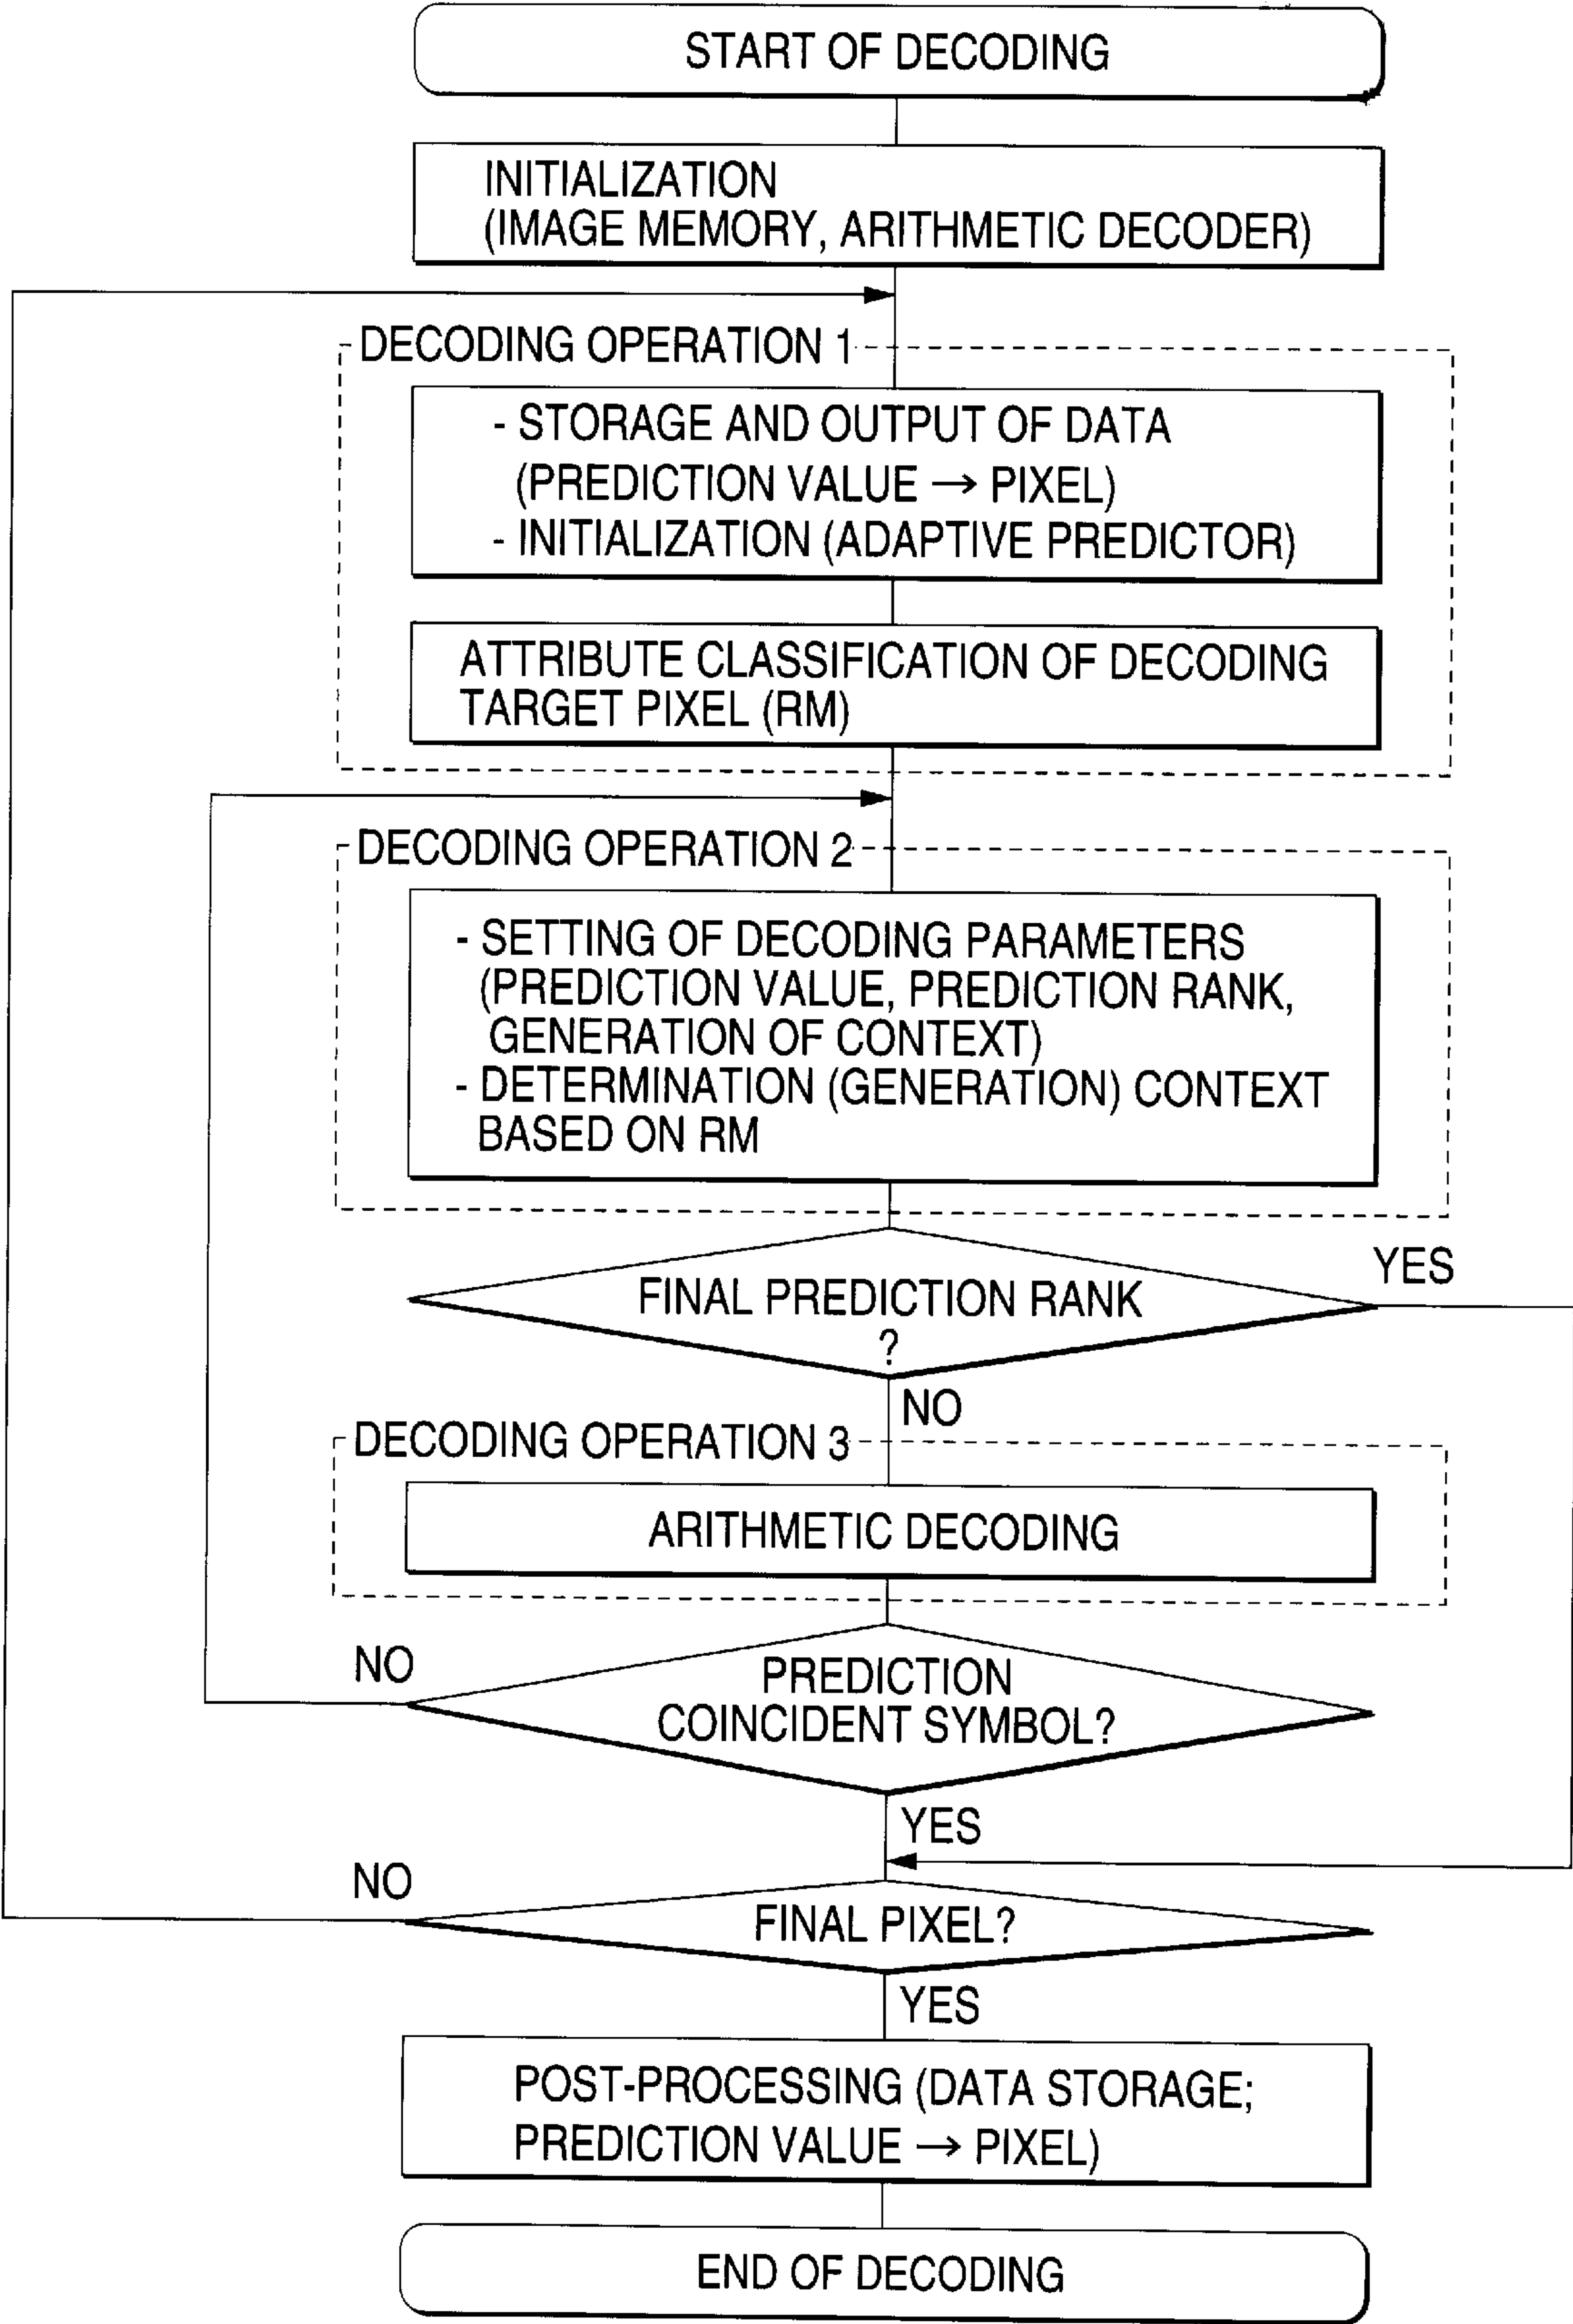 START OF DECODING
INITIALIZATION
(IMAGE MEMORY, ARITHMETIC DECODER)
DECODING OPERATION 1
- STORAGE AND OUTPUT OF DATA
(PREDICTION VALUE → PIXEL)
- INITIALIZATION (ADAPTIVE PREDICTOR)
ATTRIBUTE CLASSIFICATION OF DECODING
TARGET PIXEL (RM)
DECODING OPERATION 2
- SETTING OF DECODING PARAMETERS
(PREDICTION VALUE, PREDICTION RANK,
GENERATION OF CONTEXT)
- DETERMINATION (GENERATION) CONTEXT
BASED ON RM
YES
FINAL PREDICTION RANK
?
NO
DECODING OPERATION 3
ARITHMETIC DECODING
NO
PREDICTION
COINCIDENT SYMBOL?
YES
NO
FINAL PIXEL?
YES
POST-PROCESSING (DATA STORAGE;
PREDICTION VALUE → PIXEL)
END OF DECODING